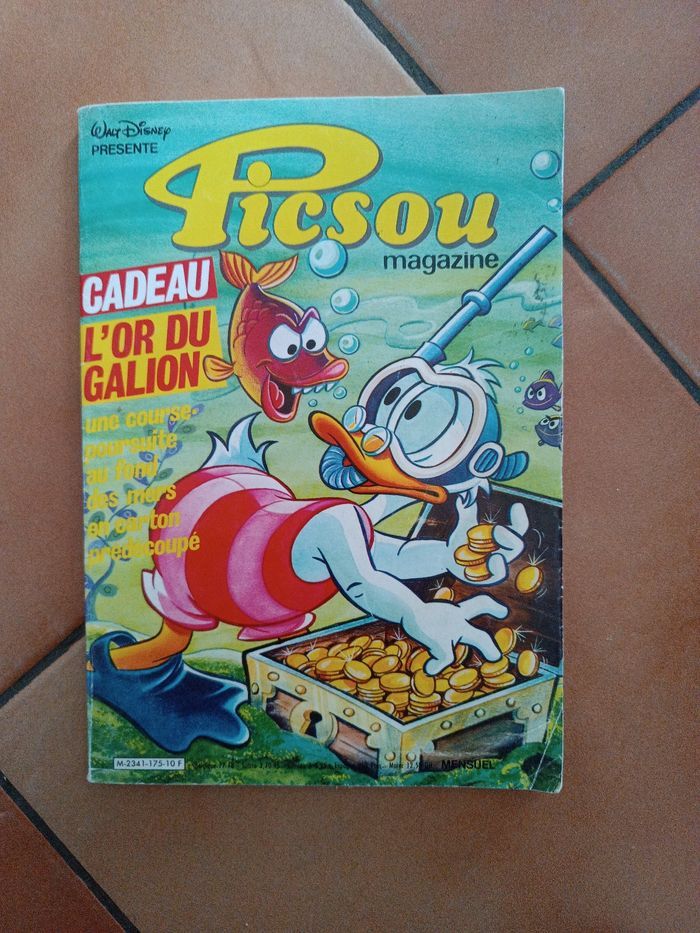 WALT DISNEY
PRESENTE
Picsou
magazine
CADEAU
L'OR DU
GALION
une course-
poursuite
au fond
des mers
en carton
prédécoupé
M-2341-175-10 F
MENSUEL